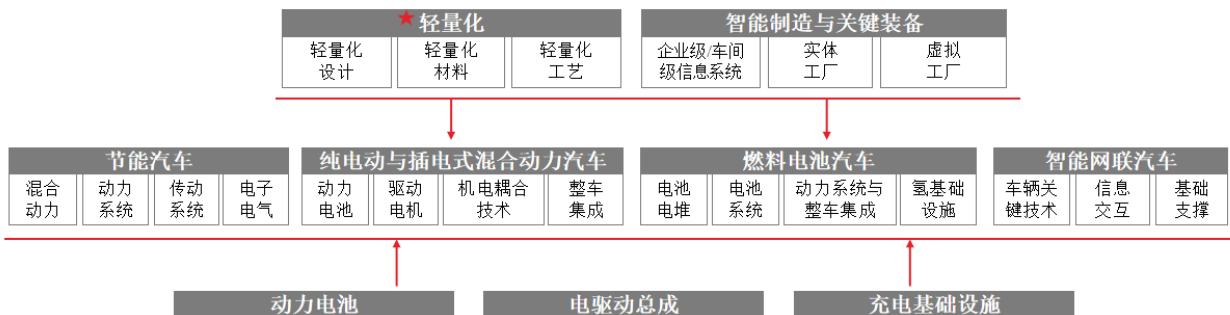 ★轻量化
轻量化
设计
轻量化
材料
轻量化
工艺
智能制造与关键装备
企业级/车间
级信息系统
实体
工厂
虚拟
工厂
节能汽车
混合
动力
动力
系统
传动
系统
电子
电气
纯电动与插电式混合动力汽车
动力
电池
驱动
电机
机电耦合
技术
整车
集成
燃料电池汽车
电池
电堆
电池
系统
动力系统与
整车集成
氢基础
设施
智能网联汽车
车辆关
键技术
信息
交互
基础
支撑
动力电池
电驱动总成
充电基础设施